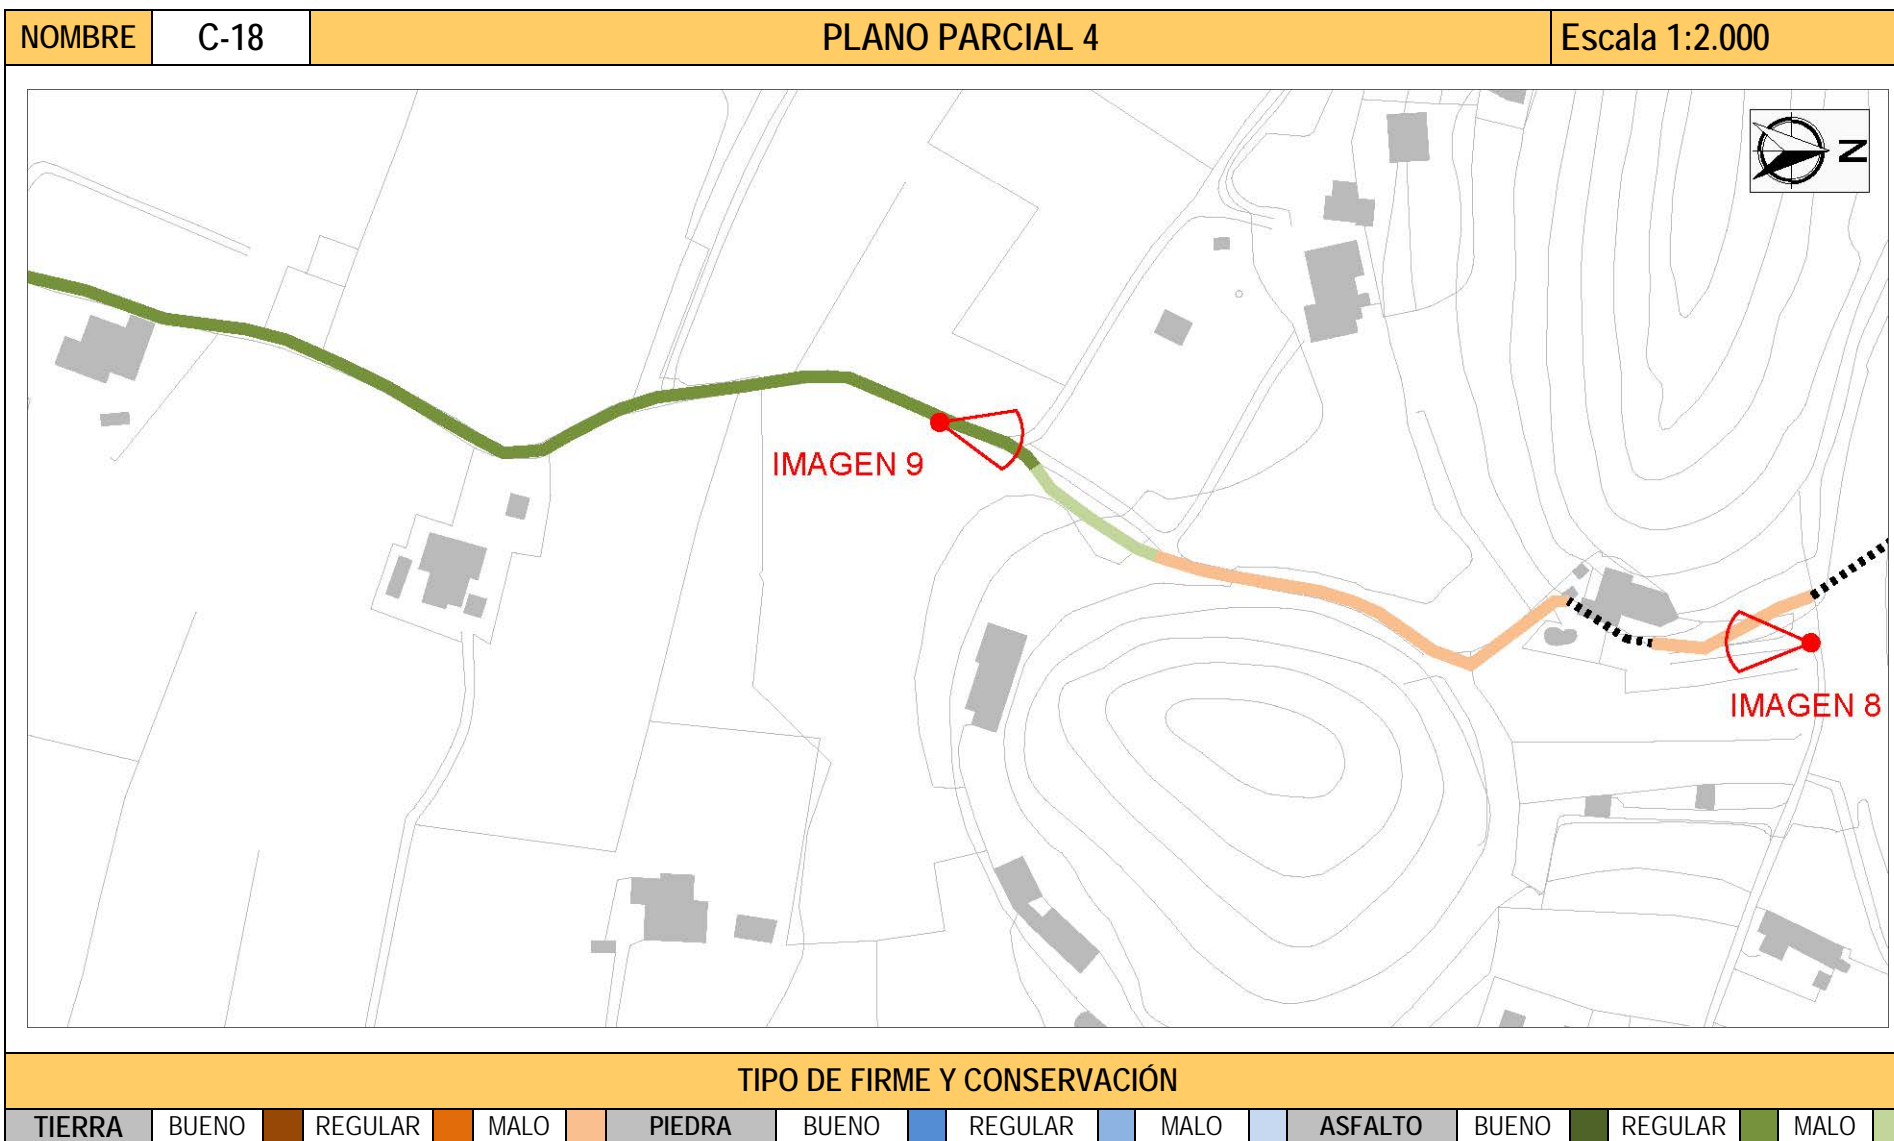 NOMBRE C-18 PLANO PARCIAL 4 Escala 1:2.000
N
IMAGEN 9
IMAGEN 8
TIPO DE FIRME Y CONSERVACIÓN
TIERRA BUENO REGULAR MALO PIEDRA BUENO REGULAR MALO ASFALTO BUENO REGULAR MALO